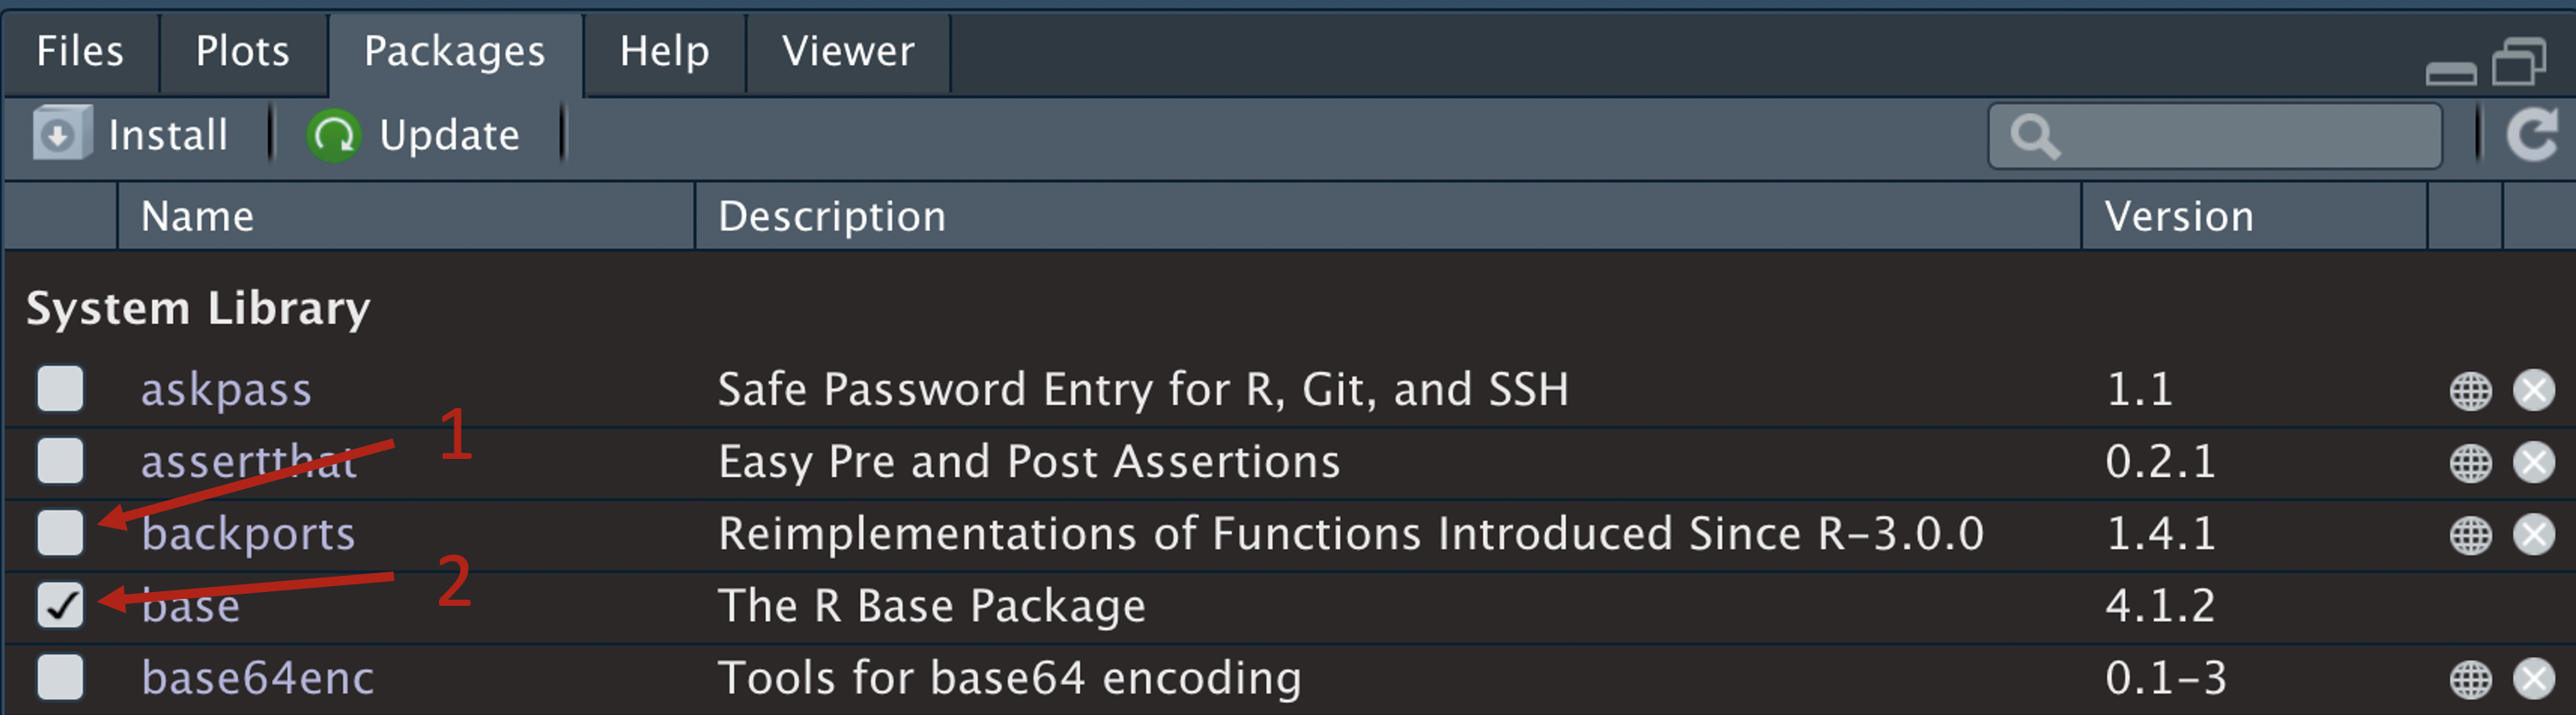 Files Plots Packages Help Viewer
Install Update
Name Description Version
System Library
askpass Safe Password Entry for R, Git, and SSH 1.1
1
assertthat Easy Pre and Post Assertions 0.2.1
backports Reimplementations of Functions Introduced Since R-3.0.0 1.4.1
2
base The R Base Package 4.1.2
base64enc Tools for base64 encoding 0.1-3